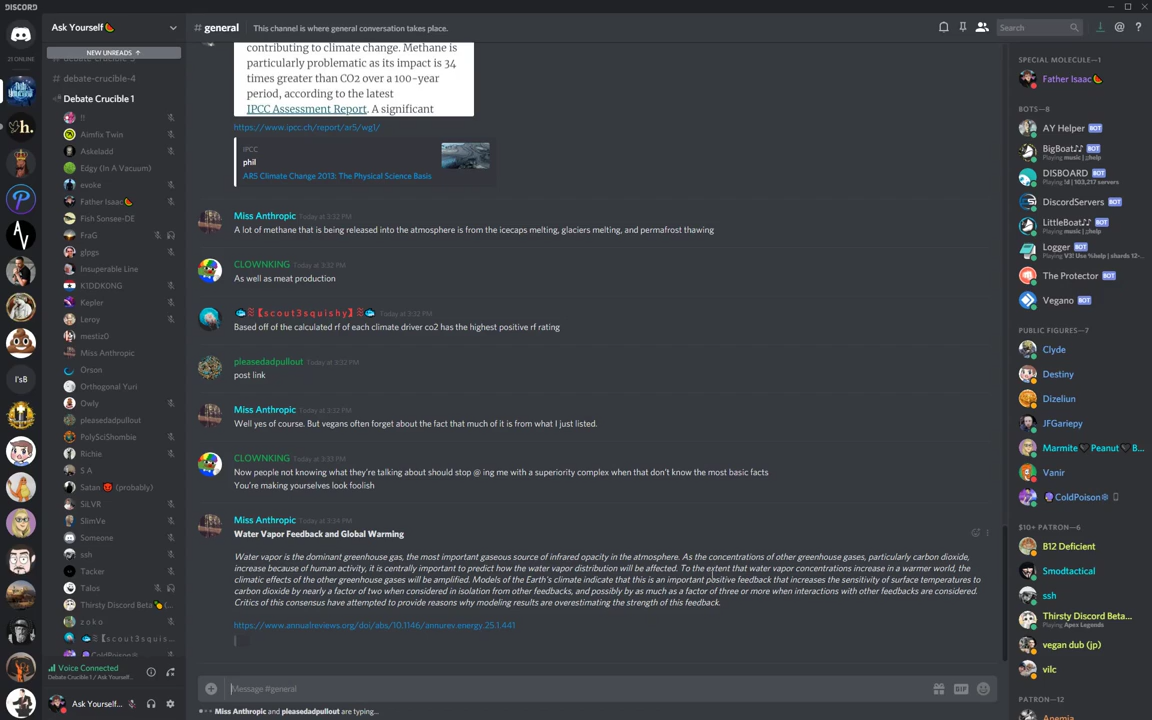 DISCORD
21 ONLINE
Ask Yourself🍉
NEW UNREADS ↑
# debate-crucible-3
# debate-crucible-4
Debate Crucible 1
!!
Aimfix Twin
Askeladd
Edgy (In A Vacuum)
evoke
Father Isaac🍉
Fish Sonsee-DE
FraG
glpgs
Insuperable Line
K1DDK0NG
Kepler
Leroy
mestiz0
Miss Anthropic
Orson
Orthogonal Yuri
Owly
pleasedadpullout
PolySciShombie
Richie
S A
Satan 😈 (probably)
SiLVR
SlimVe
Someone
ssh
Tacker
Talos
Thirsty Discord Beta🍋 (...
z o k o
🐟 ≋【s c o u t 3 s q u i s...
🔮ColdPoison❄
Voice Connected
Debate Crucible 1 / Ask Yourself...
Ask Yourself...
# general
This channel is where general conversation takes place.
Search
contributing to climate change. Methane is
particularly problematic as its impact is 34
times greater than CO2 over a 100-year
period, according to the latest
IPCC Assessment Report. A significant
https://www.ipcc.ch/report/ar5/wg1/
IPCC
phil
AR5 Climate Change 2013: The Physical Science Basis
Miss Anthropic Today at 3:32 PM
A lot of methane that is being released into the atmosphere is from the icecaps melting, glaciers melting, and permafrost thawing
CLOWNKING Today at 3:32 PM
As well as meat production
🐟≋【s c o u t 3 s q u i s h y】≋🐟 Today at 3:32 PM
Based off of the calculated rf of each climate driver co2 has the highest positive rf rating
pleasedadpullout Today at 3:32 PM
post link
Miss Anthropic Today at 3:32 PM
Well yes of course. But vegans often forget about the fact that much of it is from what I just listed.
CLOWNKING Today at 3:32 PM
Now people not knowing what they're talking about should stop @ ing me with a superiority complex when that don't know the most basic facts
You're making yourselves look foolish
Miss Anthropic Today at 3:34 PM
Water Vapor Feedback and Global Warming
Water vapor is the dominant greenhouse gas, the most important gaseous source of infrared opacity in the atmosphere. As the concentrations of other greenhouse gases, particularly carbon dioxide,
increase because of human activity, it is centrally important to predict how the water vapor distribution will be affected. To the extent that water vapor concentrations increase in a warmer world, the
climatic effects of the other greenhouse gases will be amplified. Models of the Earth's climate indicate that this is an important positive feedback that increases the sensitivity of surface temperatures to
carbon dioxide by nearly a factor of two when considered in isolation from other feedbacks, and possibly by as much as a factor of three or more when interactions with other feedbacks are considered.
Critics of this consensus have attempted to provide reasons why modeling results are overestimating the strength of this feedback.
https://www.annualreviews.org/doi/abs/10.1146/annurev.energy.25.1.441
Message #general
GIF
Miss Anthropic and pleasedadpullout are typing...
SPECIAL MOLECULE—1
Father Isaac🍉
BOTS—8
AY Helper BOT
BigBoat♪♪ BOT
Playing music | ;;help
DISBOARD BOT
Playing !d | 103,217 servers
DiscordServers BOT
LittleBoat♪♪ BOT
Playing music | ;;help
Logger BOT
Playing V3! Use %help | shards 12-...
The Protector BOT
Vegano BOT
PUBLIC FIGURES—7
Clyde
Destiny
Dizeliun
JFGariepy
Marmite🖤Peanut🖤B...
Vanir
🔮ColdPoison❄
$10+ PATRON—6
B12 Deficient
Smodtactical
ssh
Thirsty Discord Beta...
Playing Apex Legends
vegan dub (jp)
vilc
PATRON—12
Anemia
h.
P
AV
I'sB